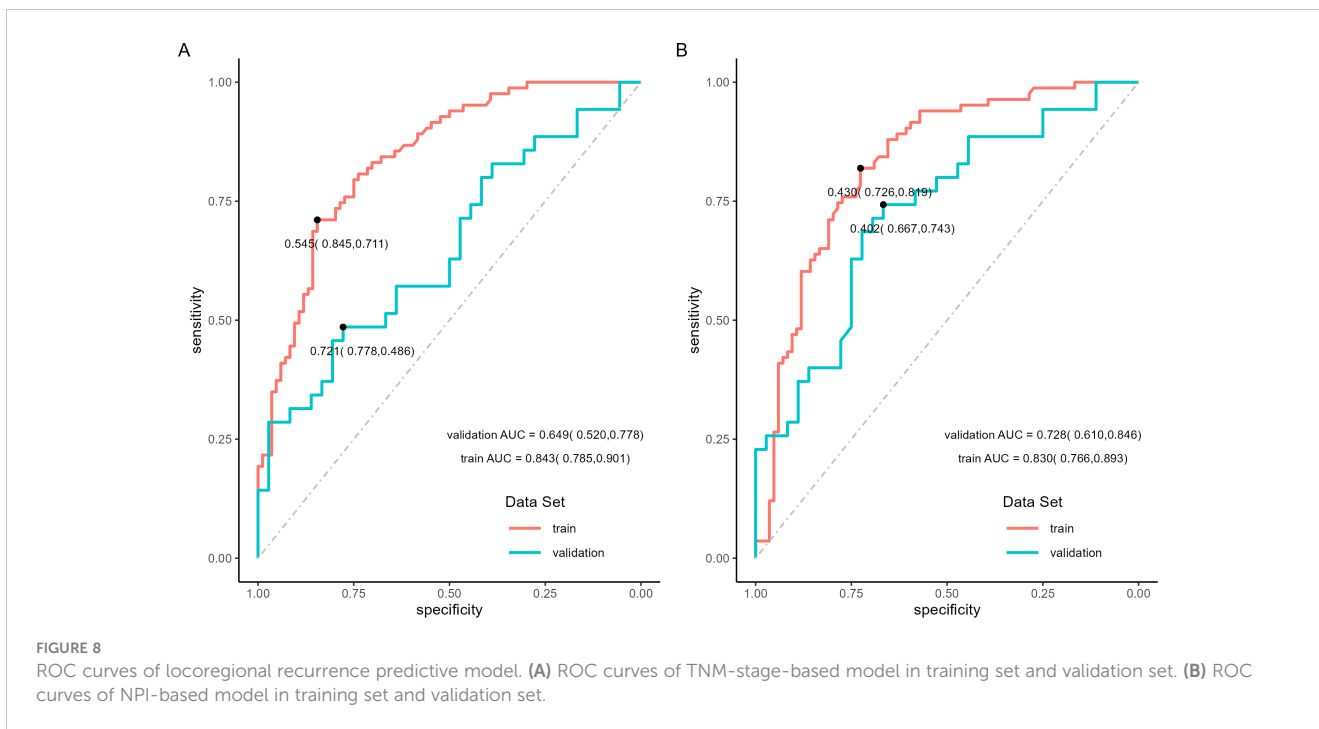 A
1.00
0.75
0.50
0.25
0.00
sensitivity
0.545( 0.845,0.711)
0.721( 0.778,0.486)
validation AUC = 0.649( 0.520,0.778)
train AUC = 0.843( 0.785,0.901)
Data Set
train
validation
1.00 0.75 0.50 0.25 0.00
specificity
B
1.00
0.75
0.50
0.25
0.00
sensitivity
0.430( 0.726,0.819)
0.402( 0.667,0.743)
validation AUC = 0.728( 0.610,0.846)
train AUC = 0.830( 0.766,0.893)
Data Set
train
validation
1.00 0.75 0.50 0.25 0.00
specificity
FIGURE 8
ROC curves of locoregional recurrence predictive model. (A) ROC curves of TNM-stage-based model in training set and validation set. (B) ROC
curves of NPI-based model in training set and validation set.